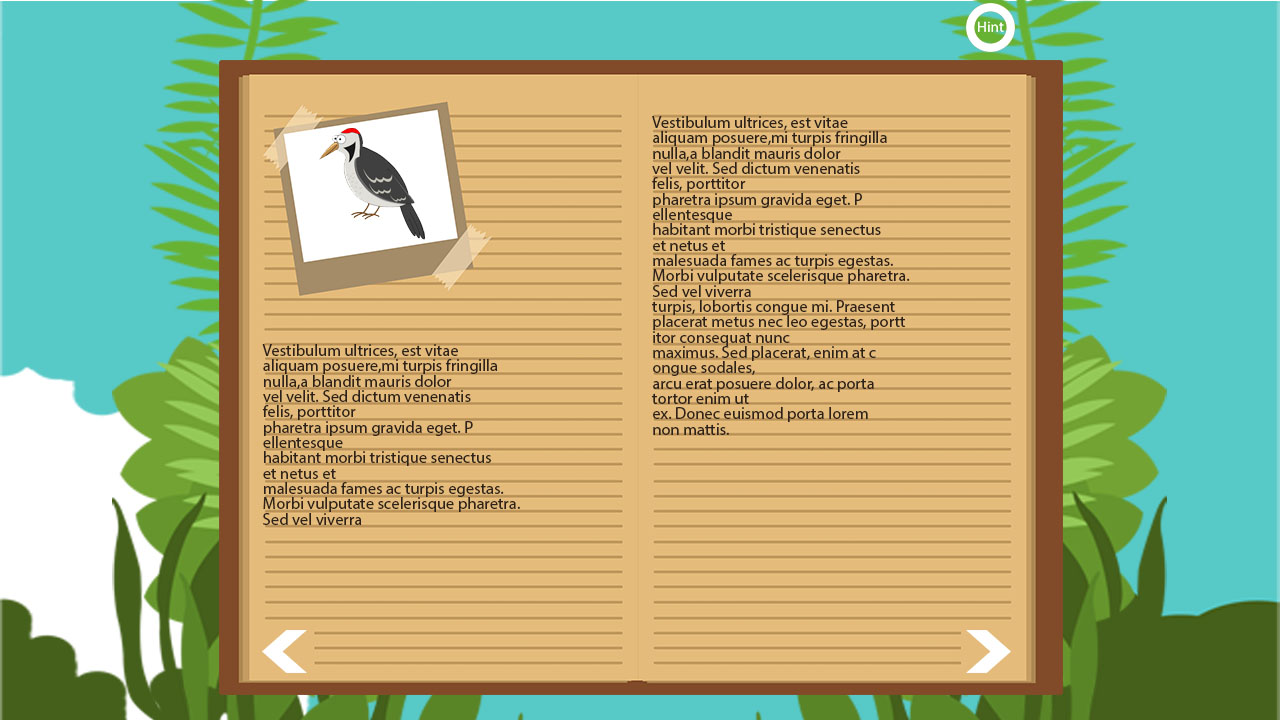 Hint
Vestibulum ultrices, est vitae
aliquam posuere,mi turpis fringilla
nulla,a blandit mauris dolor
vel velit. Sed dictum venenatis
felis, porttitor
pharetra ipsum gravida eget. P
ellentesque
habitant morbi tristique senectus
et netus et
malesuada fames ac turpis egestas.
Morbi vulputate scelerisque pharetra.
Sed vel viverra
Vestibulum ultrices, est vitae
aliquam posuere,mi turpis fringilla
nulla,a blandit mauris dolor
vel velit. Sed dictum venenatis
felis, porttitor
pharetra ipsum gravida eget. P
ellentesque
habitant morbi tristique senectus
et netus et
malesuada fames ac turpis egestas.
Morbi vulputate scelerisque pharetra.
Sed vel viverra
turpis, lobortis congue mi. Praesent
placerat metus nec leo egestas, portt
itor consequat nunc
maximus. Sed placerat, enim at c
ongue sodales,
arcu erat posuere dolor, ac porta
tortor enim ut
ex. Donec euismod porta lorem
non mattis.